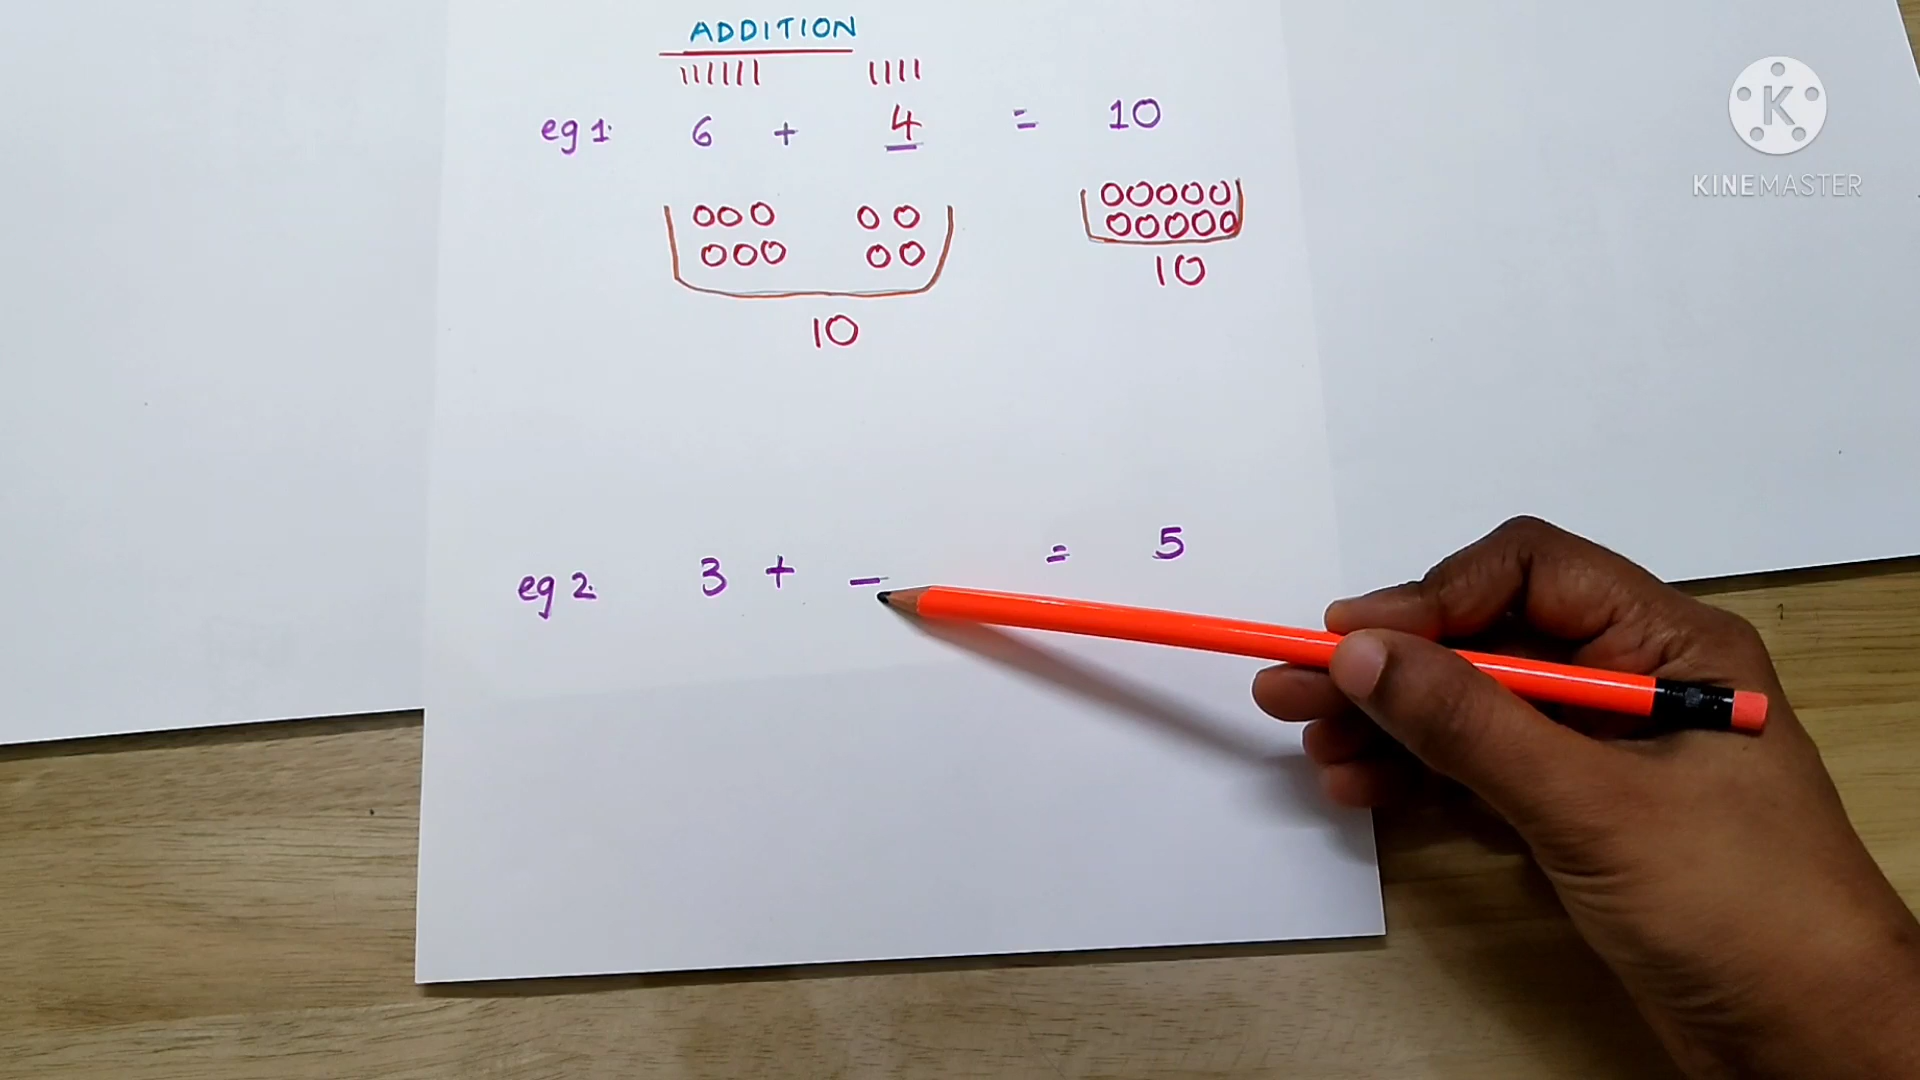 ADDITION
eg 1. 6 + 4 = 10
10
10
eg 2. 3 + _ = 5
K
KINEMASTER